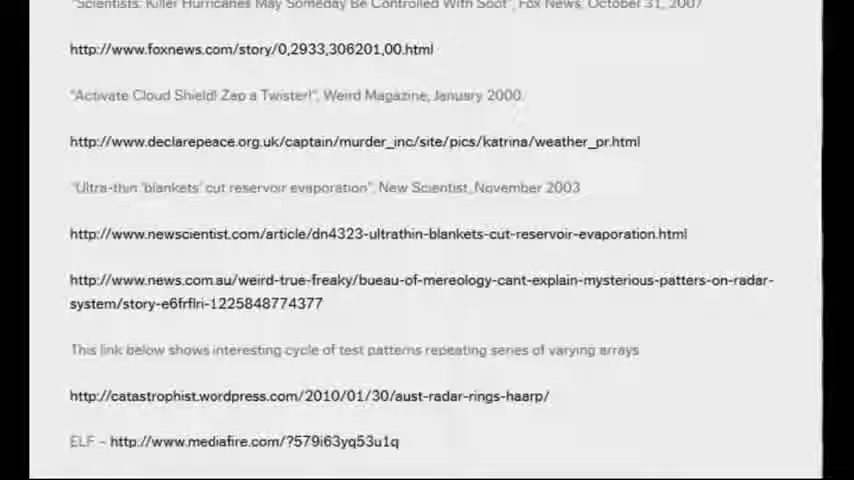 "Scientists: Killer Hurricanes May Someday Be Controlled With Soot", Fox News, October 31, 2007
http://www.foxnews.com/story/0,2933,306201,00.html
"Activate Cloud Shield! Zap a Twister!", Weird Magazine, January 2000.
http://www.declarepeace.org.uk/captain/murder_inc/site/pics/katrina/weather_pr.html
"Ultra-thin 'blankets' cut reservoir evaporation", New Scientist, November 2003
http://www.newscientist.com/article/dn4323-ultrathin-blankets-cut-reservoir-evaporation.html
http://www.news.com.au/weird-true-freaky/bueau-of-mereology-cant-explain-mysterious-patters-on-radar-
system/story-e6frflri-1225848774377
This link below shows interesting cycle of test patterns repeating series of varying arrays
http://catastrophist.wordpress.com/2010/01/30/aust-radar-rings-haarp/
ELF – http://www.mediafire.com/?579i63yq53u1q